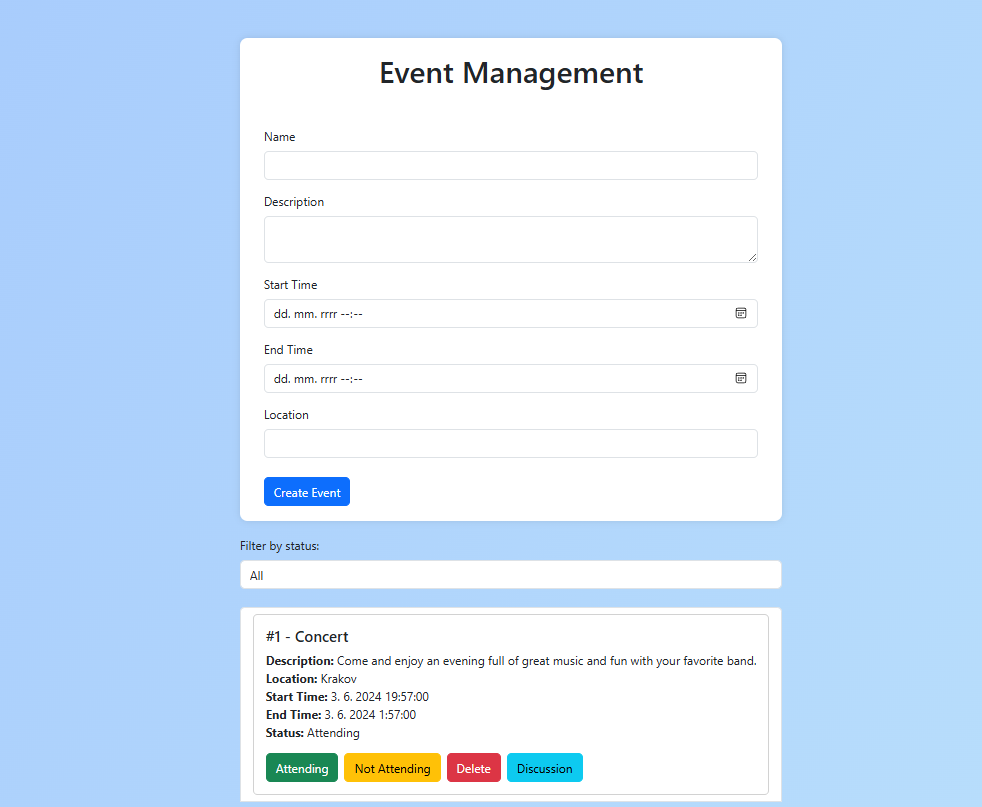 Event Management
Name
Description
Start Time
dd. mm. rrrr --:--
End Time
dd. mm. rrrr --:--
Location
Create Event
Filter by status:
All
#1 - Concert
Description: Come and enjoy an evening full of great music and fun with your favorite band.
Location: Krakov
Start Time: 3. 6. 2024 19:57:00
End Time: 3. 6. 2024 1:57:00
Status: Attending
Attending Not Attending Delete Discussion